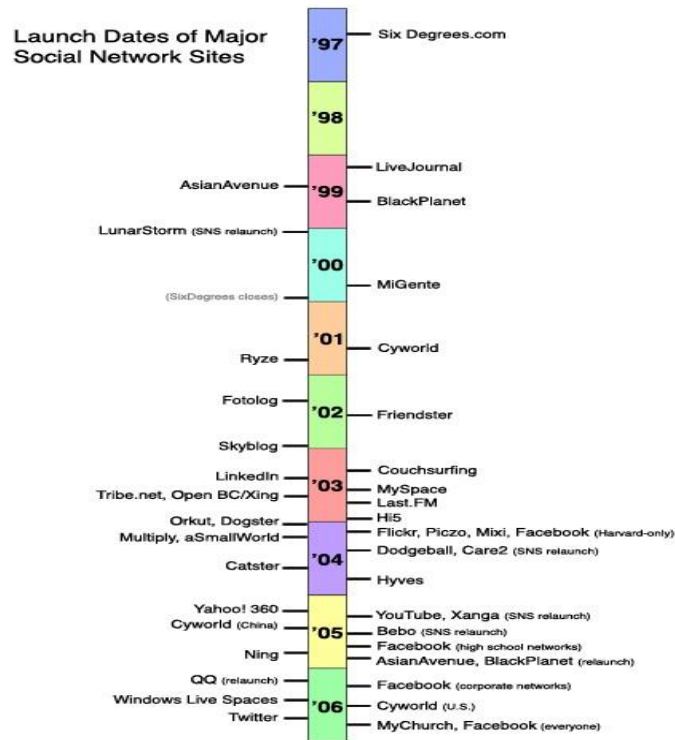 Launch Dates of Major
Social Network Sites
'97
Six Degrees.com
'98
LiveJournal
AsianAvenue
'99
BlackPlanet
LunarStorm (SNS relaunch)
'00
MiGente
(SixDegrees closes)
'01
Cyworld
Ryze
Fotolog
'02
Friendster
Skyblog
Couchsurfing
LinkedIn
'03
MySpace
Tribe.net, Open BC/Xing
Last.FM
Hi5
Orkut, Dogster
Flickr, Piczo, Mixi, Facebook (Harvard-only)
Multiply, aSmallWorld
Dodgeball, Care2 (SNS relaunch)
'04
Catster
Hyves
Yahoo! 360
YouTube, Xanga (SNS relaunch)
Cyworld (China)
'05
Bebo (SNS relaunch)
Facebook (high school networks)
Ning
AsianAvenue, BlackPlanet (relaunch)
QQ (relaunch)
Facebook (corporate networks)
Windows Live Spaces
'06
Cyworld (U.S.)
Twitter
MyChurch, Facebook (everyone)